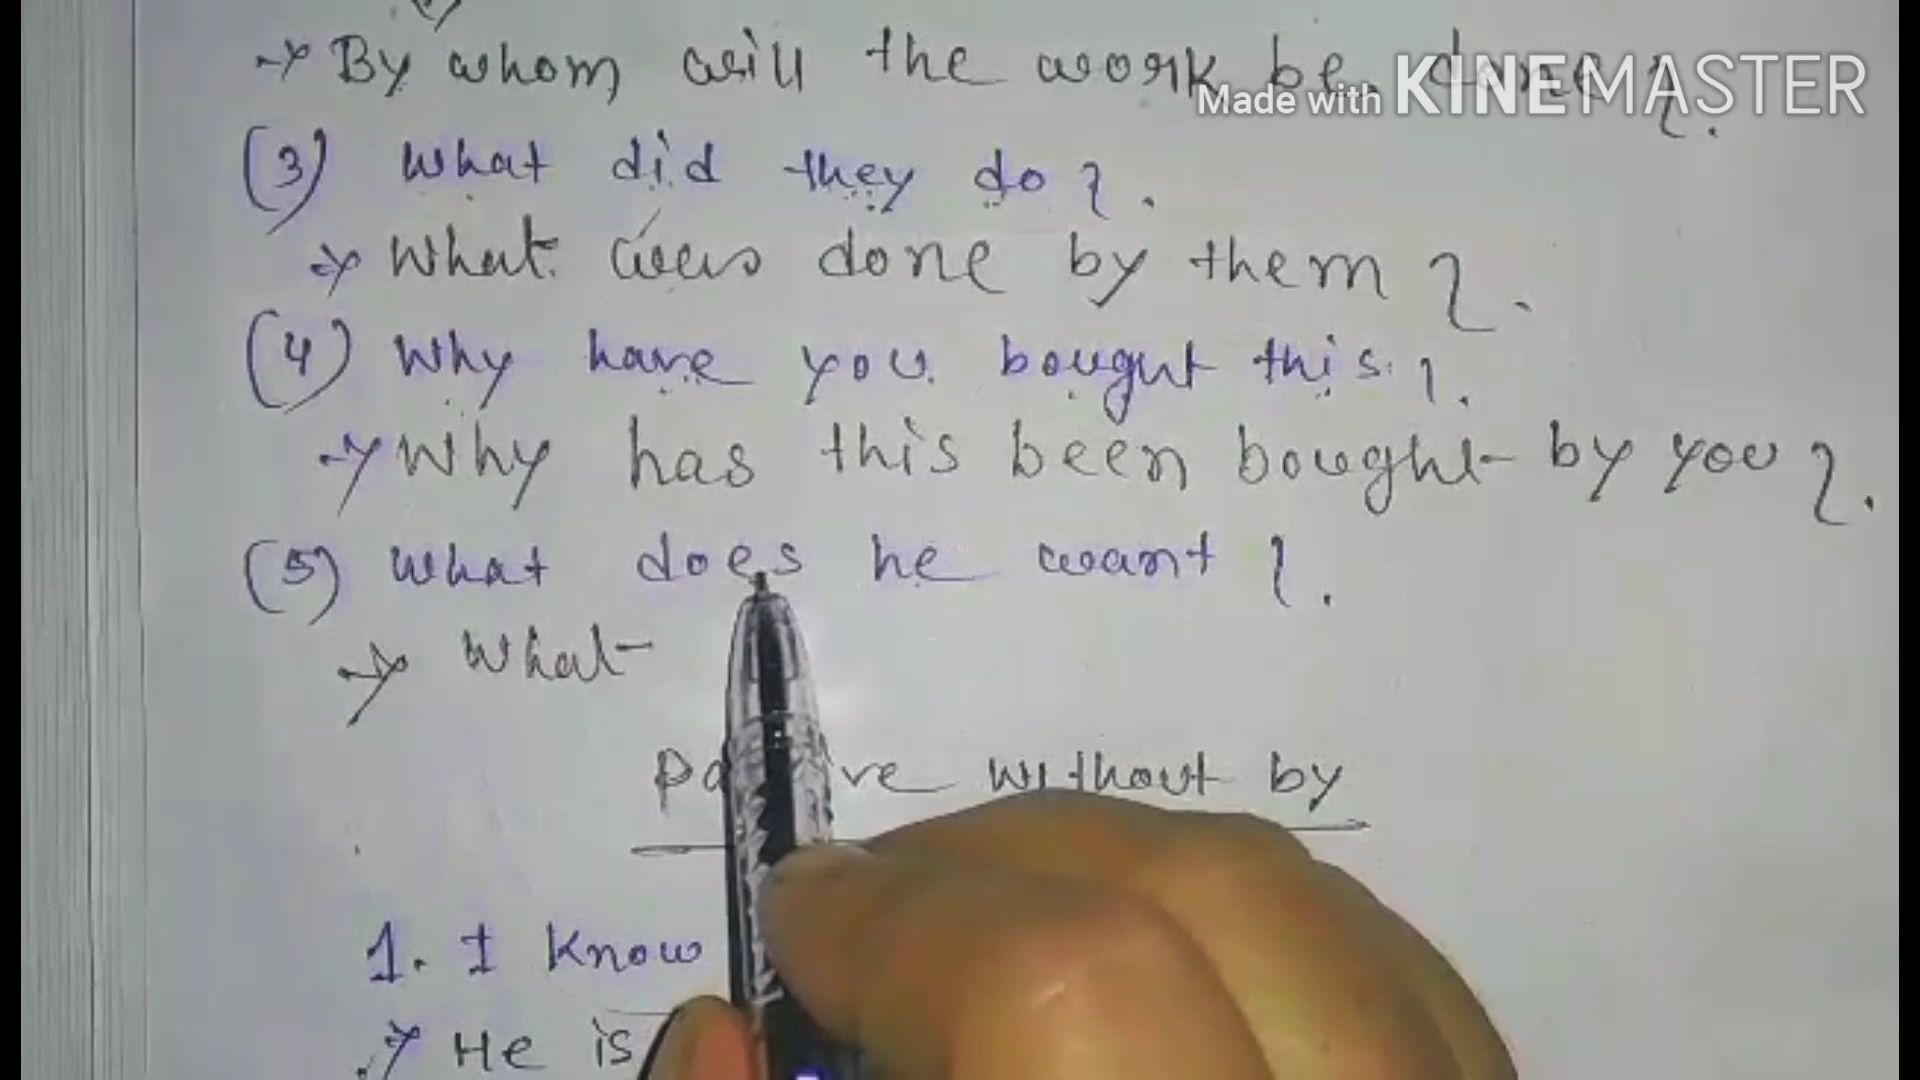 By whom will the work be done ?
Made with KINEMASTER
(3) What did they do ?
What was done by them ?
(4) Why have you bought this ?
Why has this been bought by you ?
(5) What does he want ?
What
without by
1. I know
He is